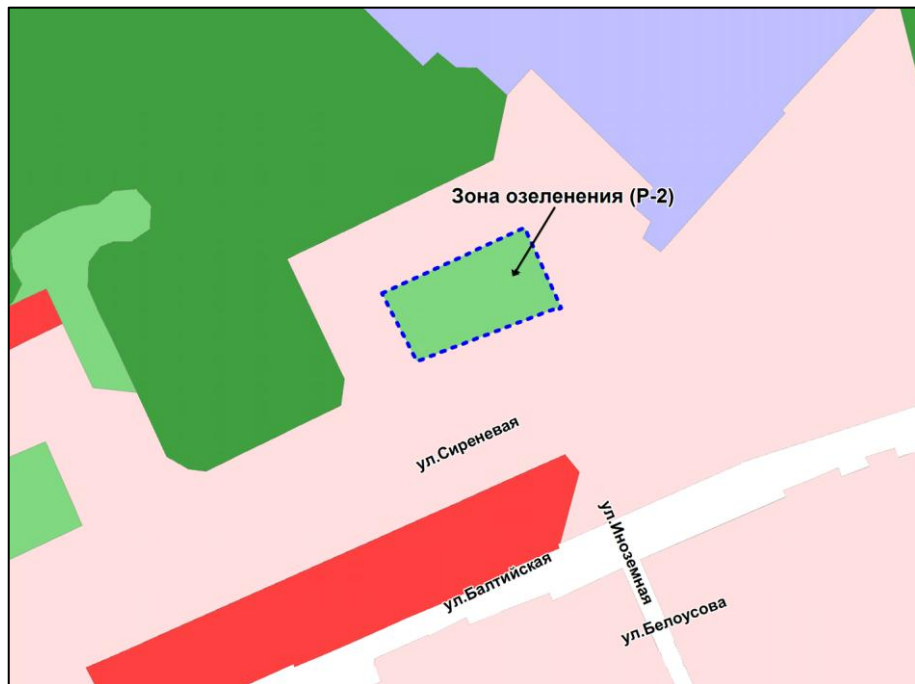 Зона озеленения (Р-2)
ул.Сиреневая
ул.Балтийская
ул.Иноземная
ул.Белоусова